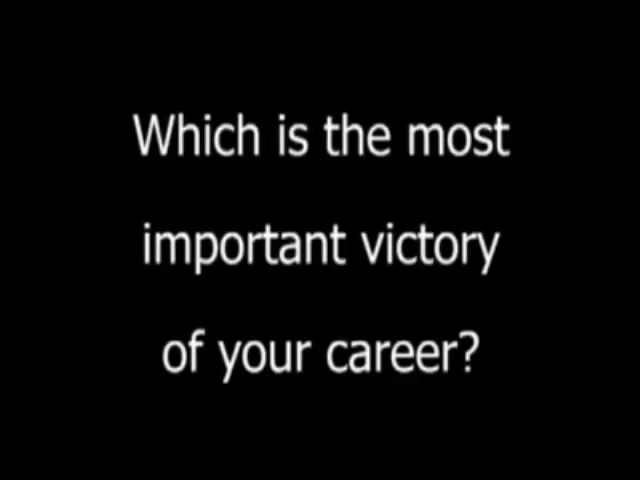 Which is the most
important victory
of your career?